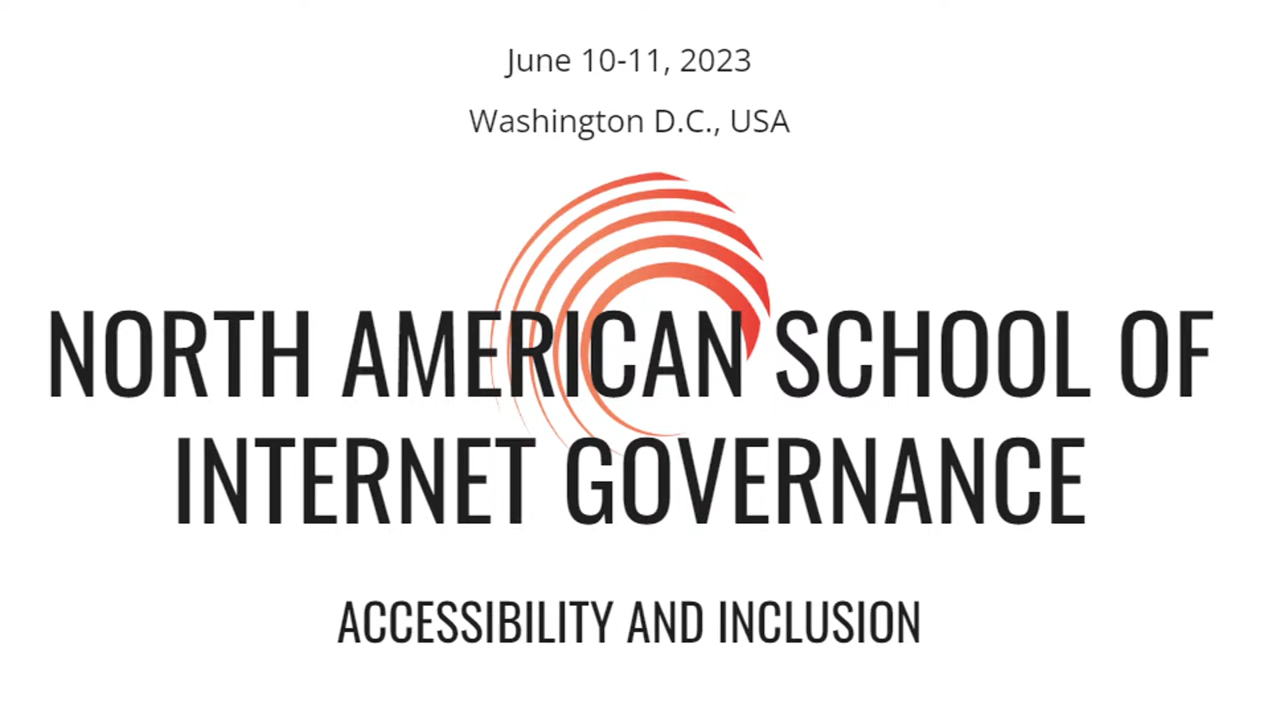 June 10-11, 2023
Washington D.C., USA
NORTH AMERICAN SCHOOL OF
INTERNET GOVERNANCE
ACCESSIBILITY AND INCLUSION